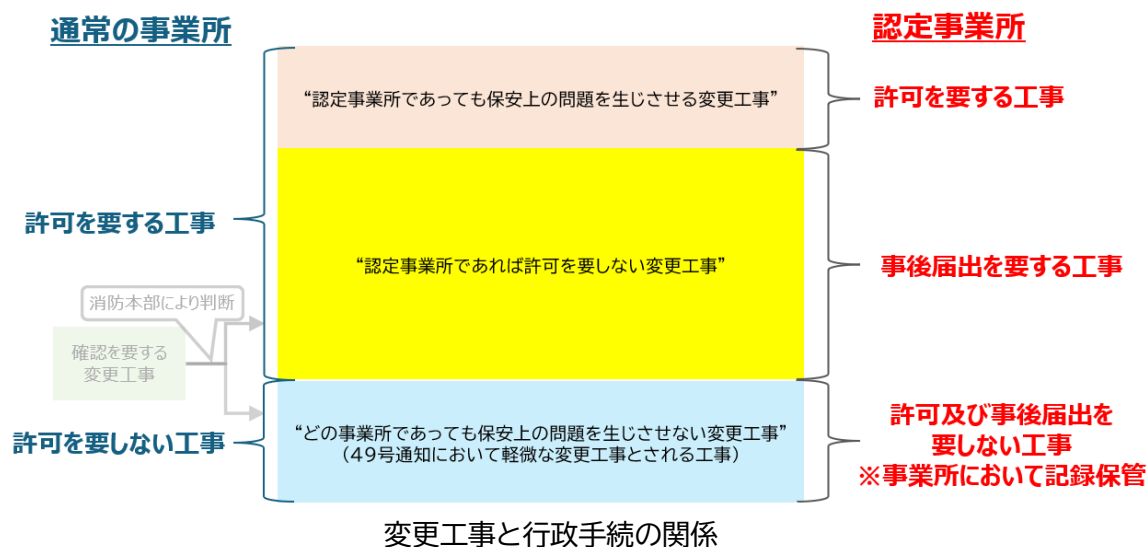 通常の事業所
認定事業所
“認定事業所であっても保安上の問題を生じさせる変更工事”
許可を要する工事
許可を要する工事
“認定事業所であれば許可を要しない変更工事”
事後届出を要する工事
消防本部により判断
確認を要する
変更工事
許可を要しない工事
“どの事業所であっても保安上の問題を生じさせない変更工事”
（49号通知において軽微な変更工事とされる工事）
許可及び事後届出を
要しない工事
※事業所において記録保管
変更工事と行政手続の関係